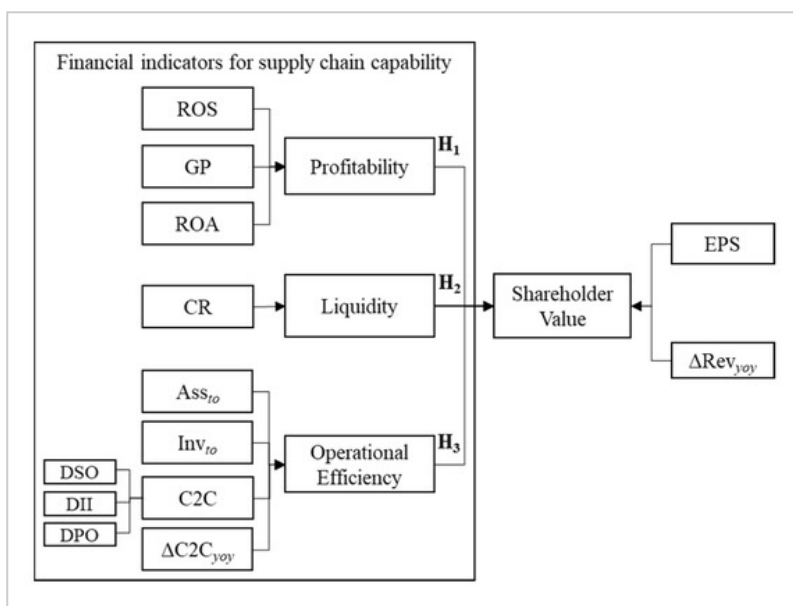 Financial indicators for supply chain capability
ROS
GP
ROA
Profitability
H1
CR
Liquidity
H2
Assto
Invto
C2C
ΔC2Cyoy
DSO
DII
DPO
Operational
Efficiency
H3
Shareholder
Value
EPS
ΔRevyoy